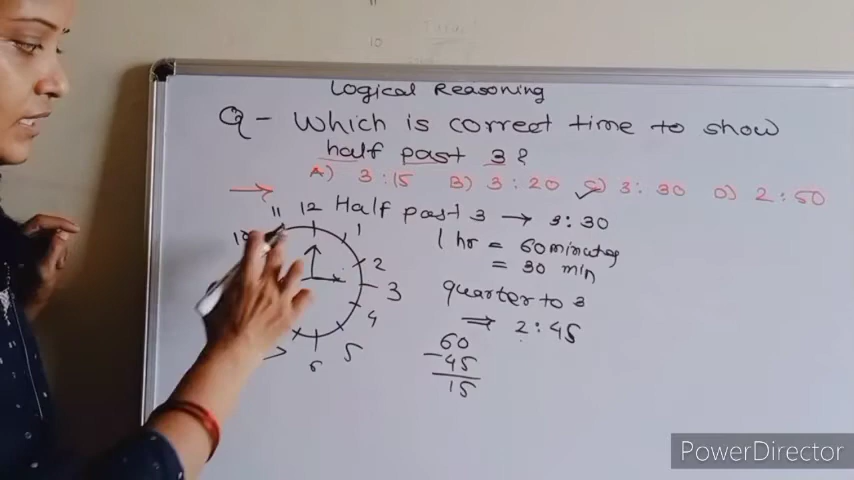 Logical Reasoning
Q- Which is correct time to show
half past 3?
A) 3:15 B) 3:20 C) 3:30 D) 2:50
→ Half past 3 → 3:30
1 hr = 60 minutes
= 30 min
quarter to 3
⇒ 2:45
60
-45
15
11 12 1
2
3
4
5
6
PowerDirector